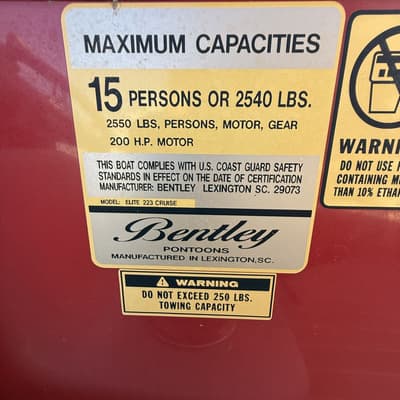 MAXIMUM CAPACITIES
15 PERSONS OR 2540 LBS.
2550 LBS, PERSONS, MOTOR, GEAR
200 H.P. MOTOR
THIS BOAT COMPLIES WITH U.S. COAST GUARD SAFETY
STANDARDS IN EFFECT ON THE DATE OF CERTIFICATION
MANUFACTURER: BENTLEY LEXINGTON SC. 29073
MODEL: ELITE 223 CRUISE
Bentley
PONTOONS
MANUFACTURED IN LEXINGTON, SC.
WARNING
DO NOT EXCEED 250 LBS.
TOWING CAPACITY
WARN
DO NOT USE
CONTAINING
THAN 10% ETHA